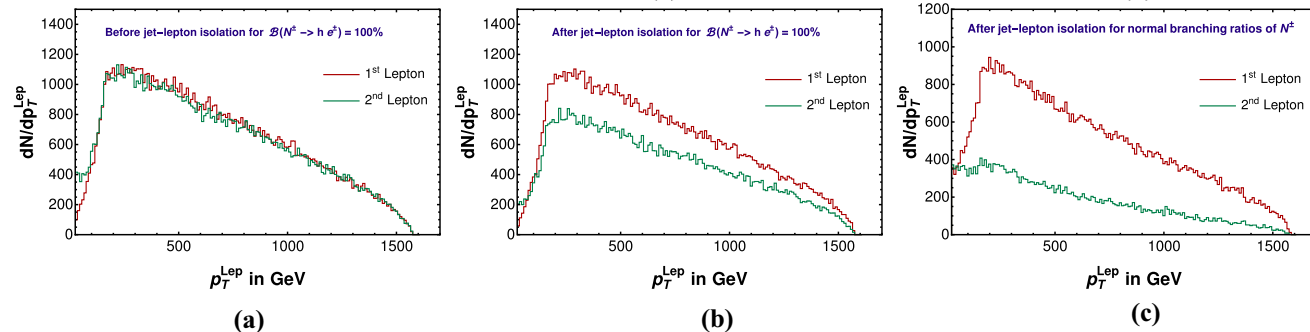 Before jet-lepton isolation for ℬ(N± -> h e±) = 100%
1st Lepton
2nd Lepton
dN/dpTLep
1400
1200
1000
800
600
400
200
0
500
1000
1500
pTLep in GeV
(a)
After jet-lepton isolation for ℬ(N± -> h e±) = 100%
1st Lepton
2nd Lepton
dN/dpTLep
1400
1200
1000
800
600
400
200
0
500
1000
1500
pTLep in GeV
(b)
After jet-lepton isolation for normal branching ratios of N±
1st Lepton
2nd Lepton
dN/dpTLep
1200
1000
800
600
400
200
0
500
1000
1500
pTLep in GeV
(c)